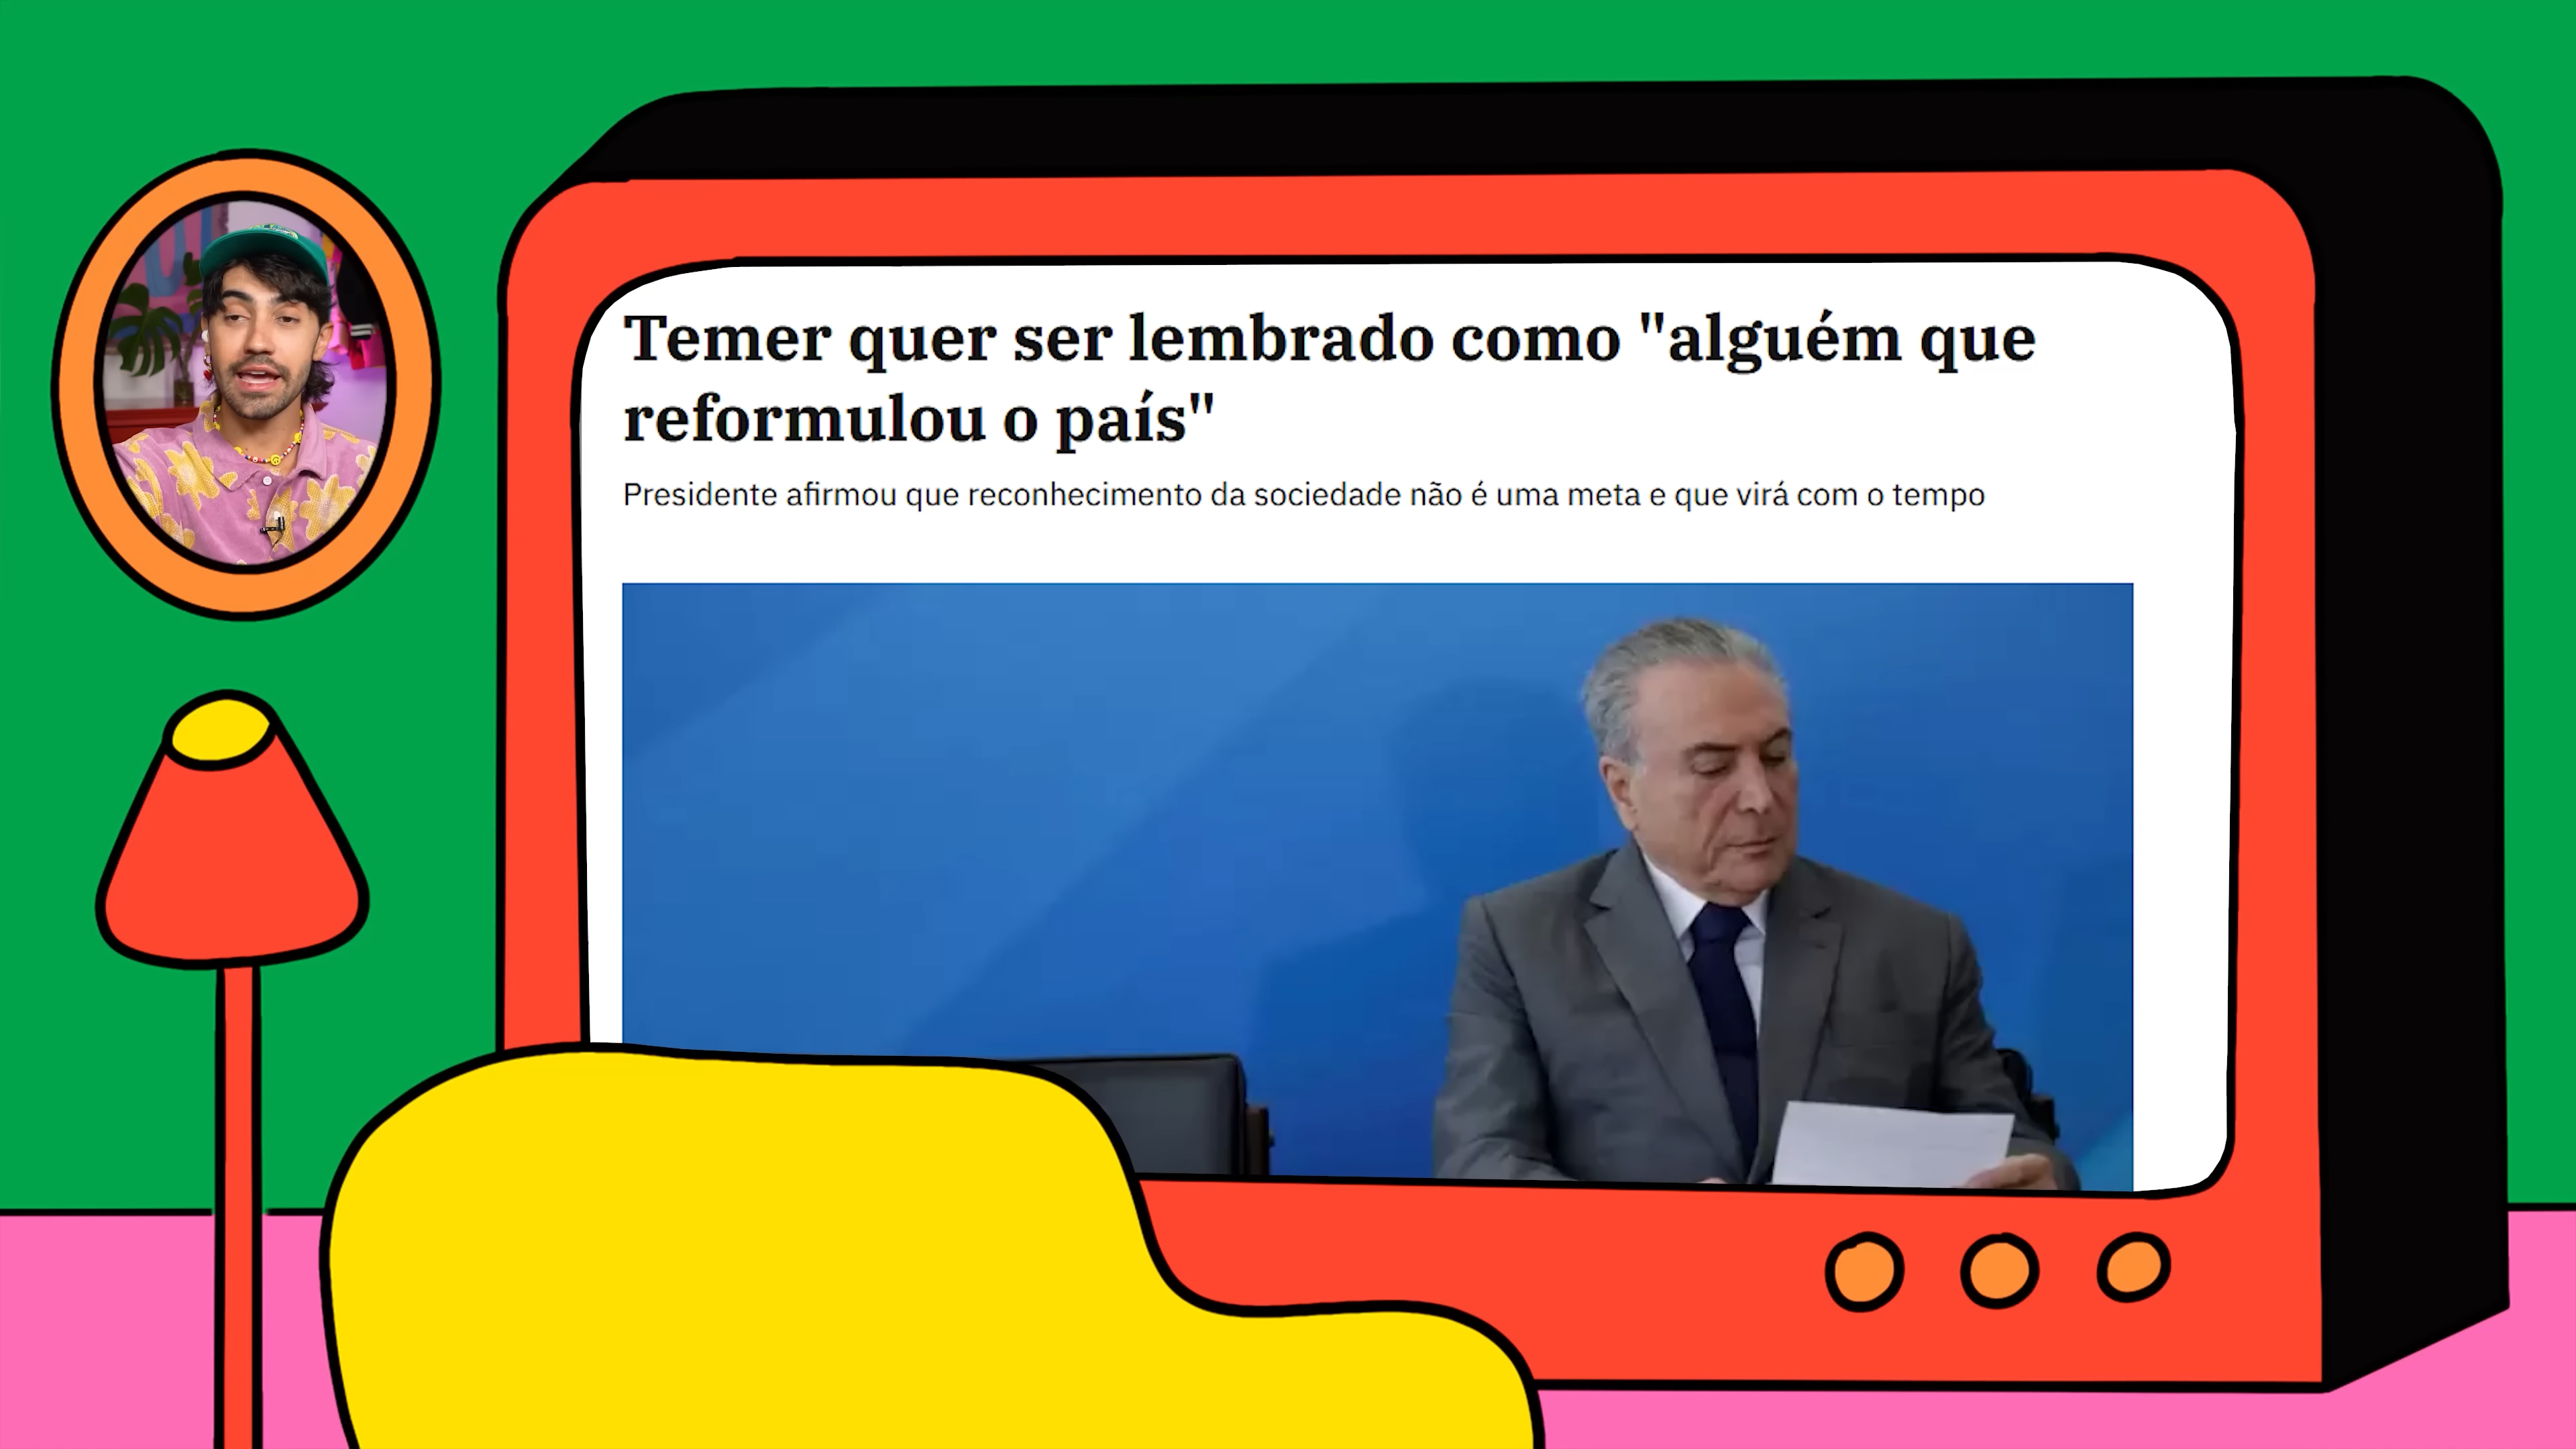 Temer quer ser lembrado como "alguém que
reformulou o país"
Presidente afirmou que reconhecimento da sociedade não é uma meta e que virá com o tempo